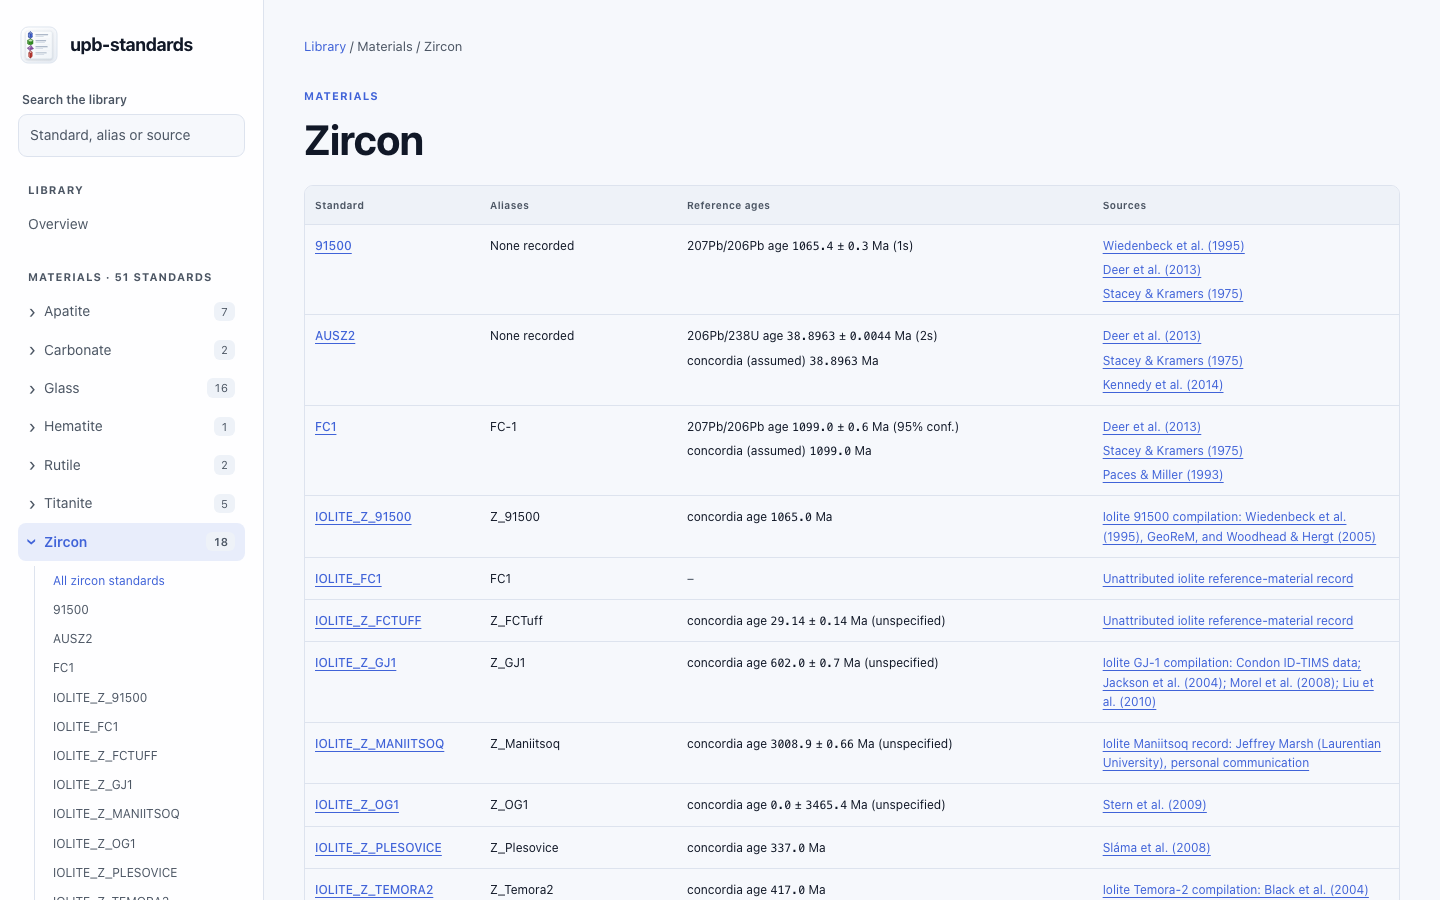 upb-standards
Search the library
Standard, alias or source
LIBRARY
Overview
MATERIALS · 51 STANDARDS
Apatite 7
Carbonate 2
Glass 16
Hematite 1
Rutile 2
Titanite 5
Zircon 18
All zircon standards
91500
AUSZ2
FC1
IOLITE_Z_91500
IOLITE_FC1
IOLITE_Z_FCTUFF
IOLITE_Z_GJ1
IOLITE_Z_MANIITSOQ
IOLITE_Z_OG1
IOLITE_Z_PLESOVICE
IOLITE_Z_TEMORA2
Library / Materials / Zircon
MATERIALS
Zircon
Standard Aliases Reference ages Sources
91500 None recorded 207Pb/206Pb age 1065.4 ± 0.3 Ma (1s) Wiedenbeck et al. (1995)
Deer et al. (2013)
Stacey & Kramers (1975)
AUSZ2 None recorded 206Pb/238U age 38.8963 ± 0.0044 Ma (2s) Deer et al. (2013)
concordia (assumed) 38.8963 Ma Stacey & Kramers (1975)
Kennedy et al. (2014)
FC1 FC-1 207Pb/206Pb age 1099.0 ± 0.6 Ma (95% conf.) Deer et al. (2013)
concordia (assumed) 1099.0 Ma Stacey & Kramers (1975)
Paces & Miller (1993)
IOLITE_Z_91500 Z_91500 concordia age 1065.0 Ma Iolite 91500 compilation: Wiedenbeck et al.
(1995), GeoReM, and Woodhead & Hergt (2005)
IOLITE_FC1 FC1 – Unattributed iolite reference-material record
IOLITE_Z_FCTUFF Z_FCTuff concordia age 29.14 ± 0.14 Ma (unspecified) Unattributed iolite reference-material record
IOLITE_Z_GJ1 Z_GJ1 concordia age 602.0 ± 0.7 Ma (unspecified) Iolite GJ-1 compilation: Condon ID-TIMS data;
Jackson et al. (2004); Morel et al. (2008); Liu et
al. (2010)
IOLITE_Z_MANIITSOQ Z_Maniitsoq concordia age 3008.9 ± 0.66 Ma (unspecified) Iolite Maniitsoq record: Jeffrey Marsh (Laurentian
University), personal communication
IOLITE_Z_OG1 Z_OG1 concordia age 0.0 ± 3465.4 Ma (unspecified) Stern et al. (2009)
IOLITE_Z_PLESOVICE Z_Plesovice concordia age 337.0 Ma Sláma et al. (2008)
IOLITE_Z_TEMORA2 Z_Temora2 concordia age 417.0 Ma Iolite Temora-2 compilation: Black et al. (2004)